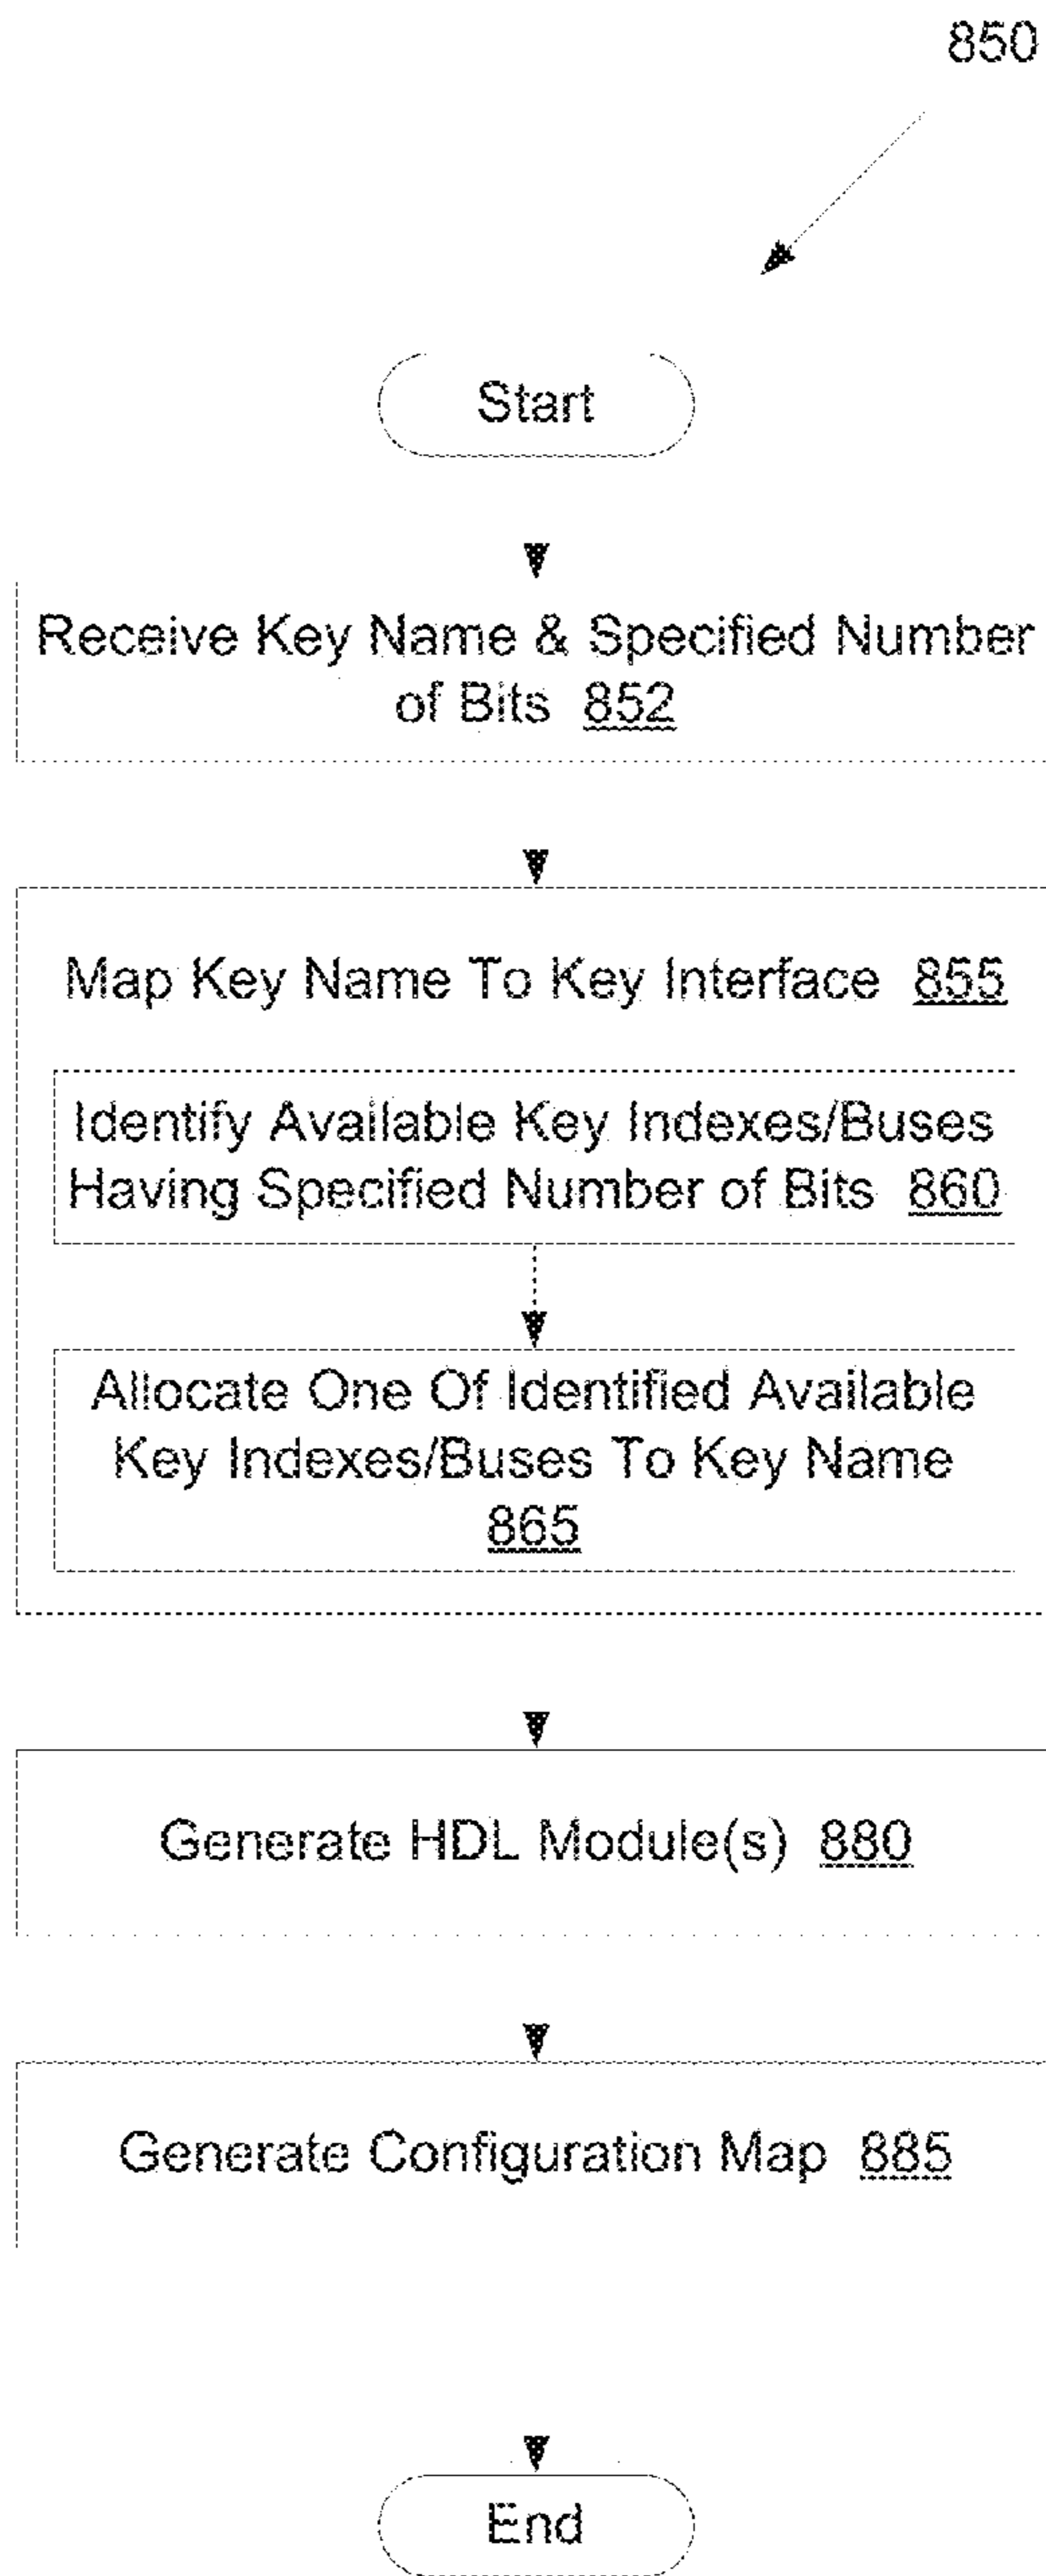 850
Start
Receive Key Name & Specified Number
of Bits 852
Map Key Name To Key Interface 855
Identify Available Key Indexes/Buses
Having Specified Number of Bits 860
Allocate One Of Identified Available
Key Indexes/Buses To Key Name
865
Generate HDL Module(s) 880
Generate Configuration Map 885
End